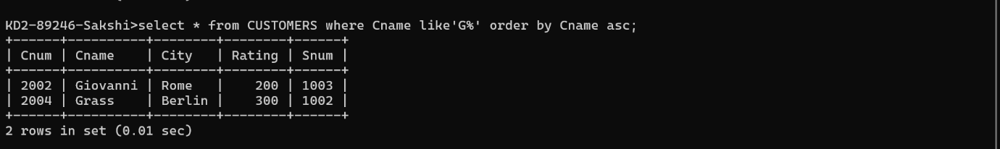 KD2-89246-Sakshi>select * from CUSTOMERS where Cname like'G%' order by Cname asc;
+------+----------+--------+--------+------+
| Cnum | Cname    | City   | Rating | Snum |
+------+----------+--------+--------+------+
| 2002 | Giovanni | Rome   |    200 | 1003 |
| 2004 | Grass    | Berlin |    300 | 1002 |
+------+----------+--------+--------+------+
2 rows in set (0.01 sec)